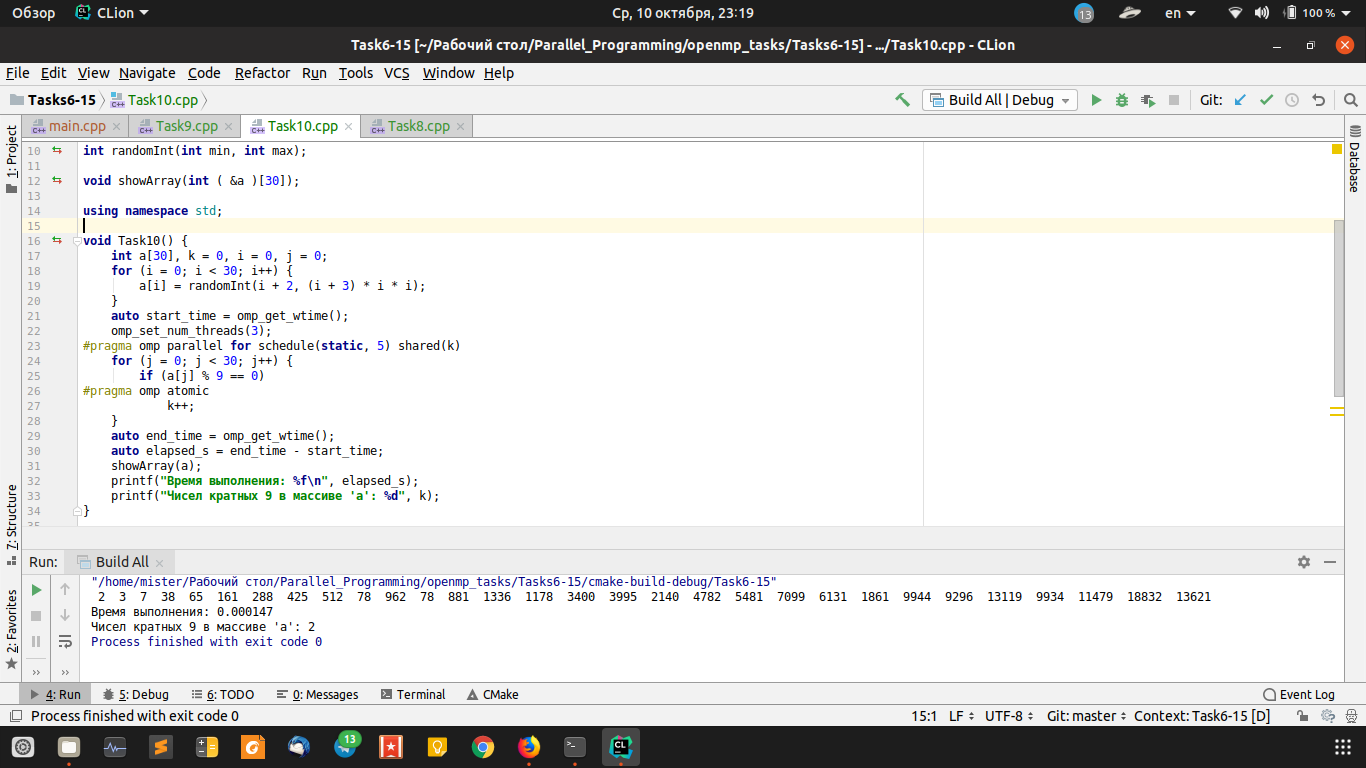 Обзор CLion Ср, 10 октября, 23:19 13 en 100 %
Task6-15 [~/Рабочий стол/Parallel_Programming/openmp_tasks/Tasks6-15] - .../Task10.cpp - CLion
File Edit View Navigate Code Refactor Run Tools VCS Window Help
Tasks6-15 Task10.cpp Build All | Debug Git:
main.cpp Task9.cpp Task10.cpp Task8.cpp
1: Project
7: Structure
2: Favorites
Database
10 int randomInt(int min, int max);
11
12 void showArray(int ( &a )[30]);
13
14 using namespace std;
15
16 void Task10() {
17 int a[30], k = 0, i = 0, j = 0;
18 for (i = 0; i < 30; i++) {
19 a[i] = randomInt(i + 2, (i + 3) * i * i);
20 }
21 auto start_time = omp_get_wtime();
22 omp_set_num_threads(3);
23 #pragma omp parallel for schedule(static, 5) shared(k)
24 for (j = 0; j < 30; j++) {
25 if (a[j] % 9 == 0)
26 #pragma omp atomic
27 k++;
28 }
29 auto end_time = omp_get_wtime();
30 auto elapsed_s = end_time - start_time;
31 showArray(a);
32 printf("Время выполнения: %f\n", elapsed_s);
33 printf("Чисел кратных 9 в массиве 'a': %d", k);
34 }
35
Run: Build All
"/home/mister/Рабочий стол/Parallel_Programming/openmp_tasks/Tasks6-15/cmake-build-debug/Task6-15"
2 3 7 38 65 161 288 425 512 78 962 78 881 1336 1178 3400 3995 2140 4782 5481 7099 6131 1861 9944 9296 13119 9934 11479 18832 13621
Время выполнения: 0.000147
Чисел кратных 9 в массиве 'a': 2
Process finished with exit code 0
4: Run 5: Debug 6: TODO 0: Messages Terminal CMake Event Log
Process finished with exit code 0 15:1 LF UTF-8 Git: master Context: Task6-15 [D]
13
CL